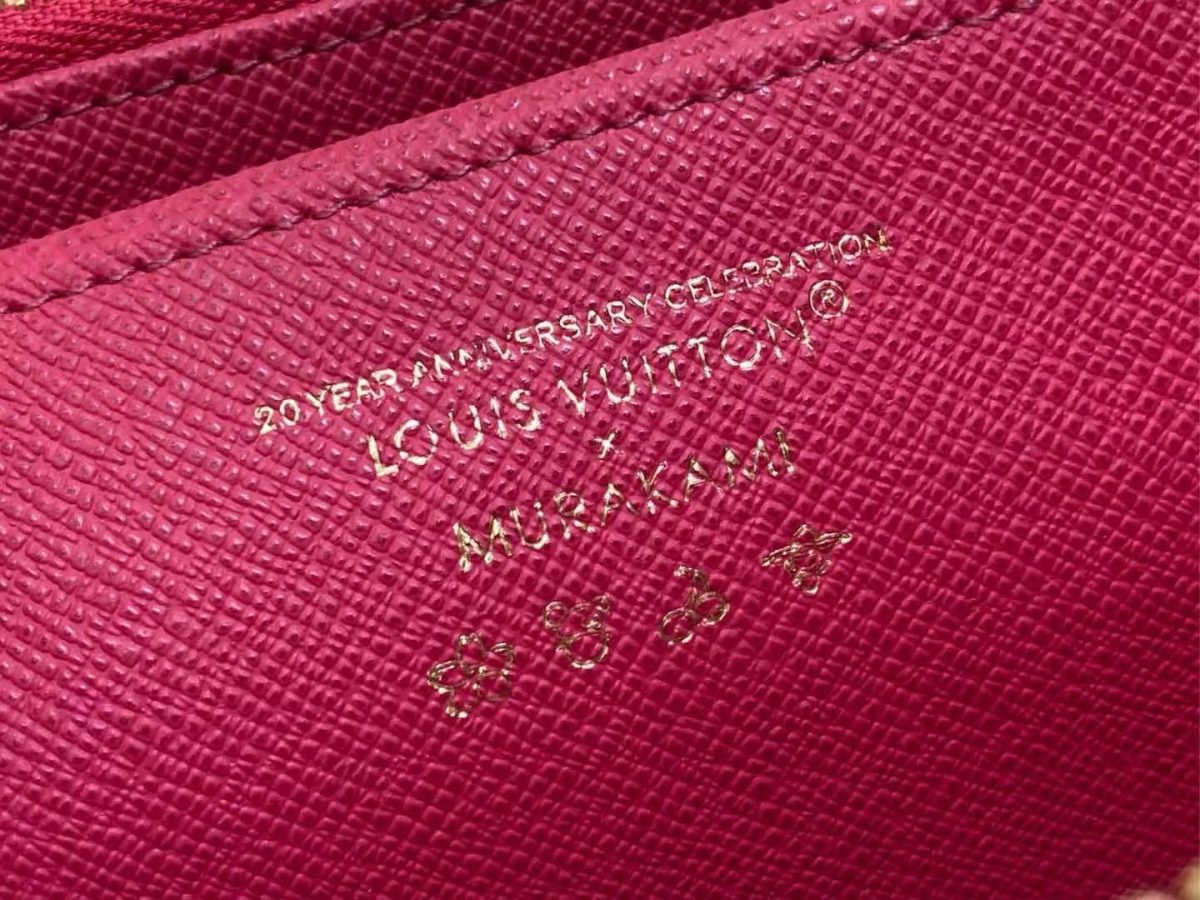 20 YEAR ANNIVERSARY CELEBRATION
LOUIS VUITTON®
×
MURAKAMI